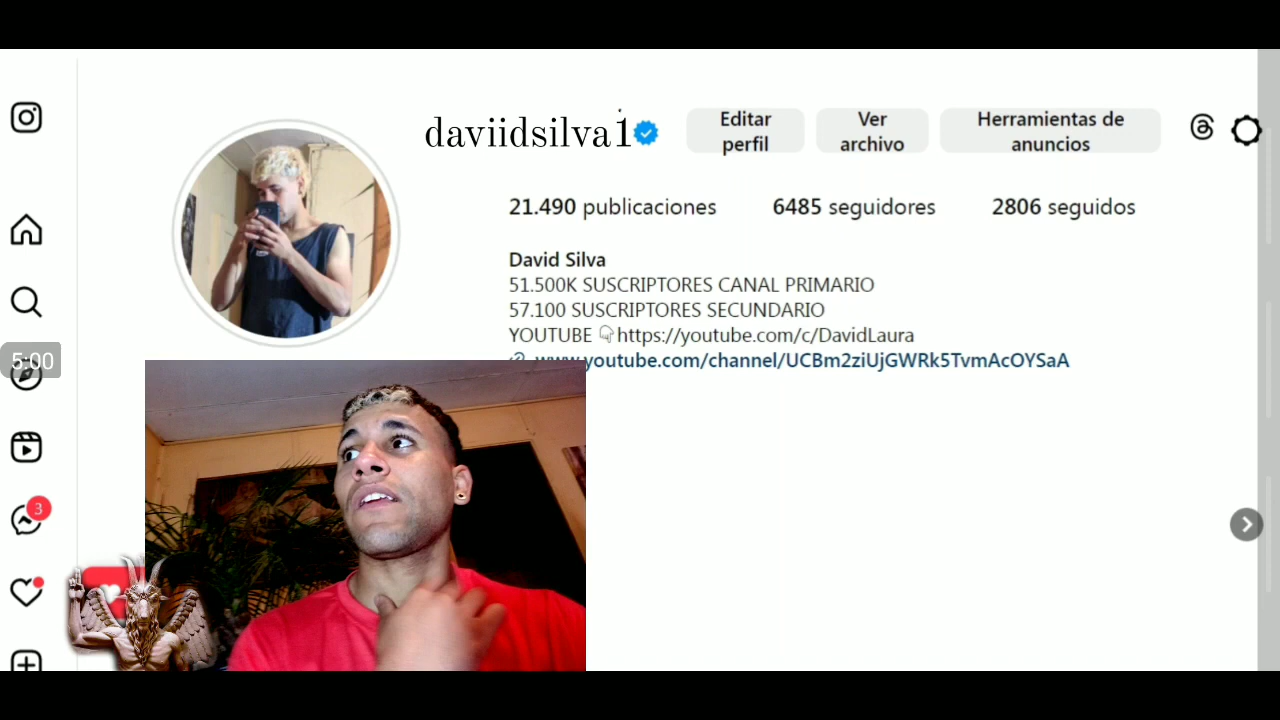 daviidsilva1
Editar
perfil
Ver
archivo
Herramientas de
anuncios
21.490 publicaciones
6485 seguidores
2806 seguidos
David Silva
51.500K SUSCRIPTORES CANAL PRIMARIO
57.100 SUSCRIPTORES SECUNDARIO
YOUTUBE 👇https://youtube.com/c/DavidLaura
www.youtube.com/channel/UCBm2ziUjGWRk5TvmAcOYSaA
5:00
3